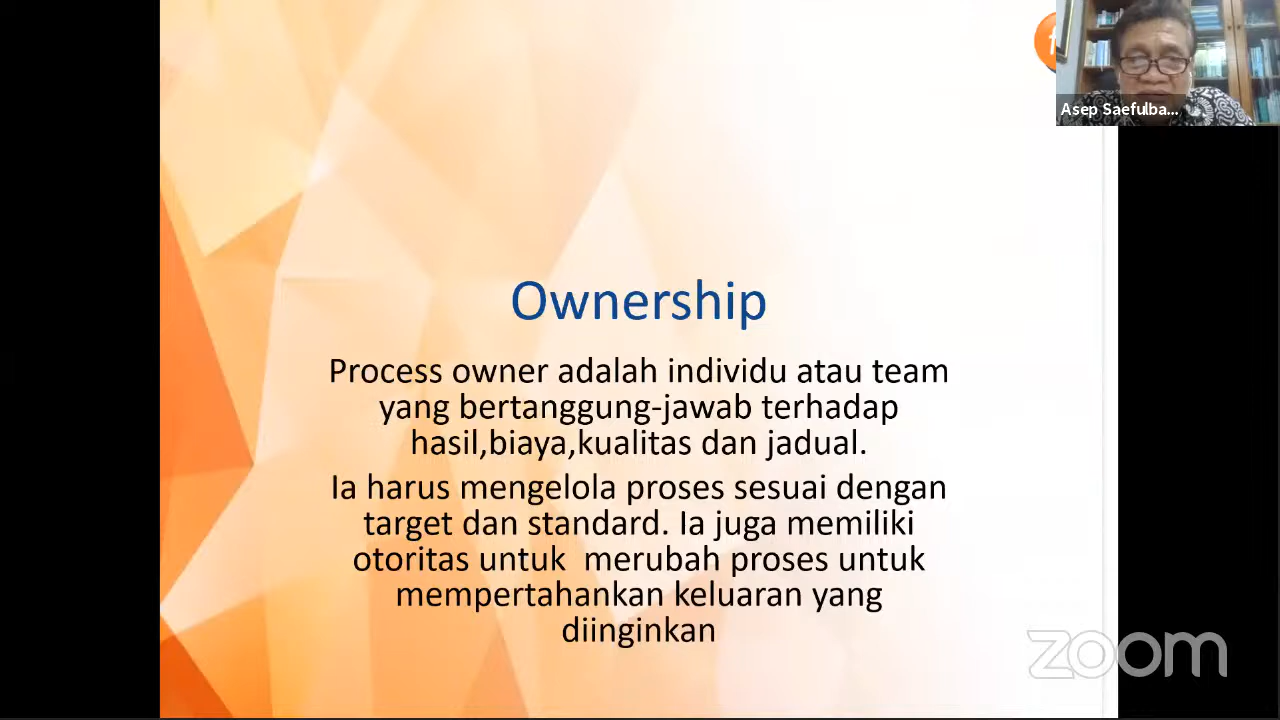 Asep Saefulba...
Ownership
Process owner adalah individu atau team
yang bertanggung-jawab terhadap
hasil,biaya,kualitas dan jadual.
Ia harus mengelola proses sesuai dengan
target dan standard. Ia juga memiliki
otoritas untuk  merubah proses untuk
mempertahankan keluaran yang
diinginkan
zoom